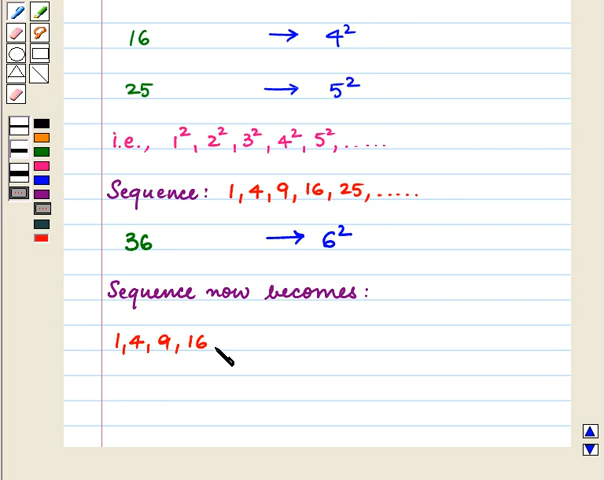 16 → 4²
25 → 5²
i.e., 1², 2², 3², 4², 5², .....
Sequence: 1, 4, 9, 16, 25, .....
36 → 6²
Sequence now becomes:
1, 4, 9, 16